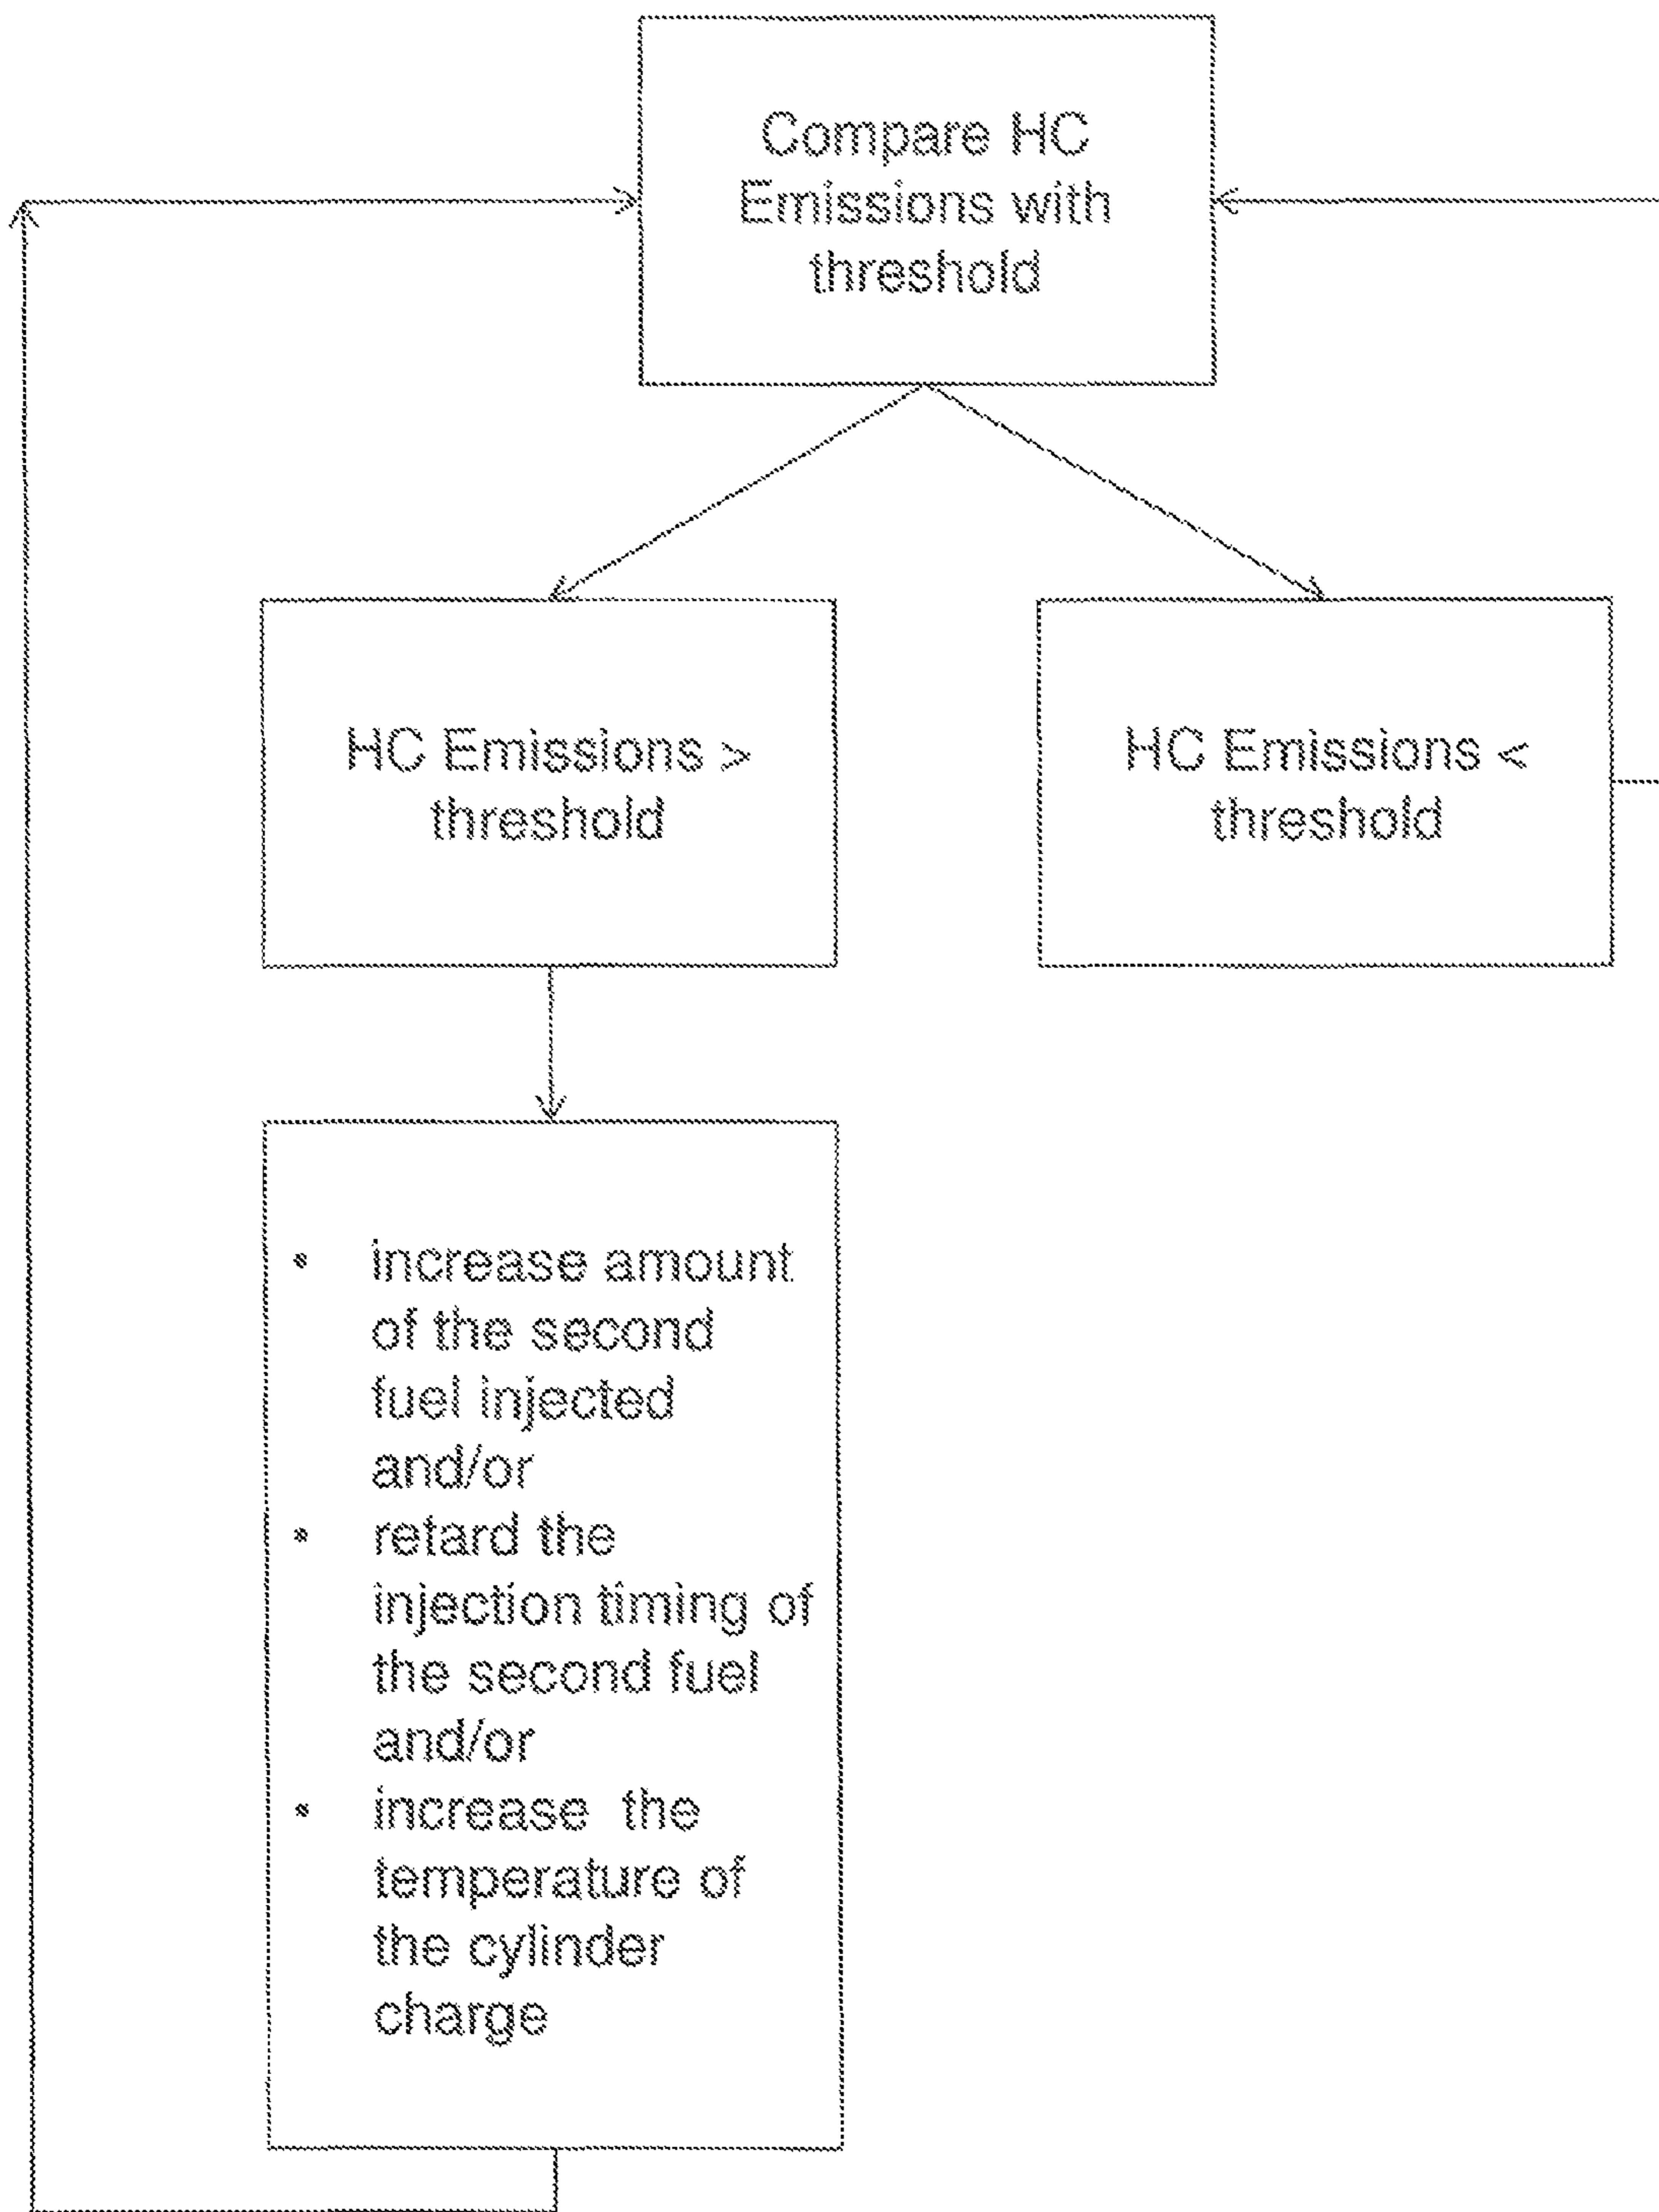 Compare HC
Emissions with
threshold
HC Emissions >
threshold
HC Emissions <
threshold
• increase amount
of the second
fuel injected
and/or
• retard the
injection timing of
the second fuel
and/or
• increase the
temperature of
the cylinder
charge